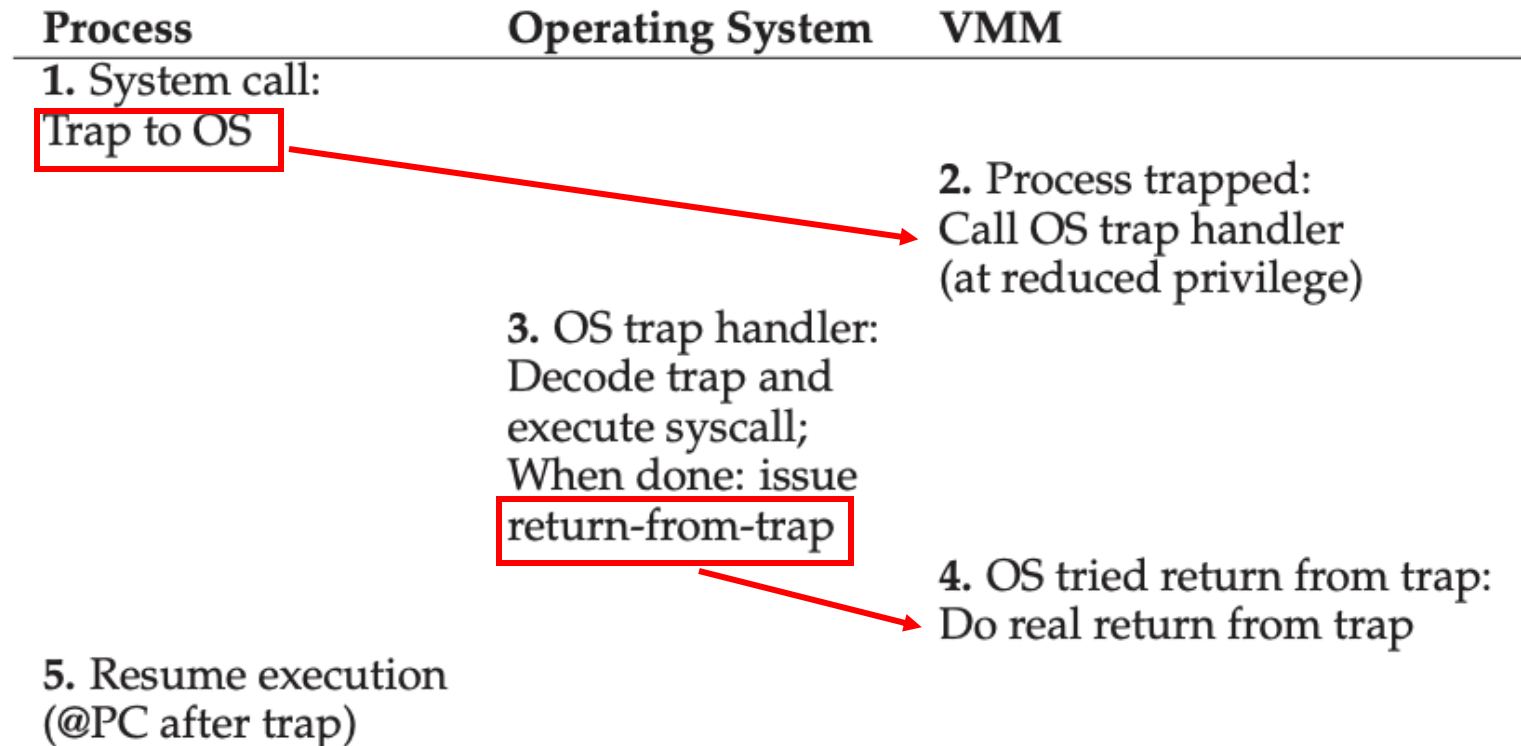 Process Operating System VMM
1. System call:
Trap to OS
2. Process trapped:
Call OS trap handler
(at reduced privilege)
3. OS trap handler:
Decode trap and
execute syscall;
When done: issue
return-from-trap
4. OS tried return from trap:
Do real return from trap
5. Resume execution
(@PC after trap)